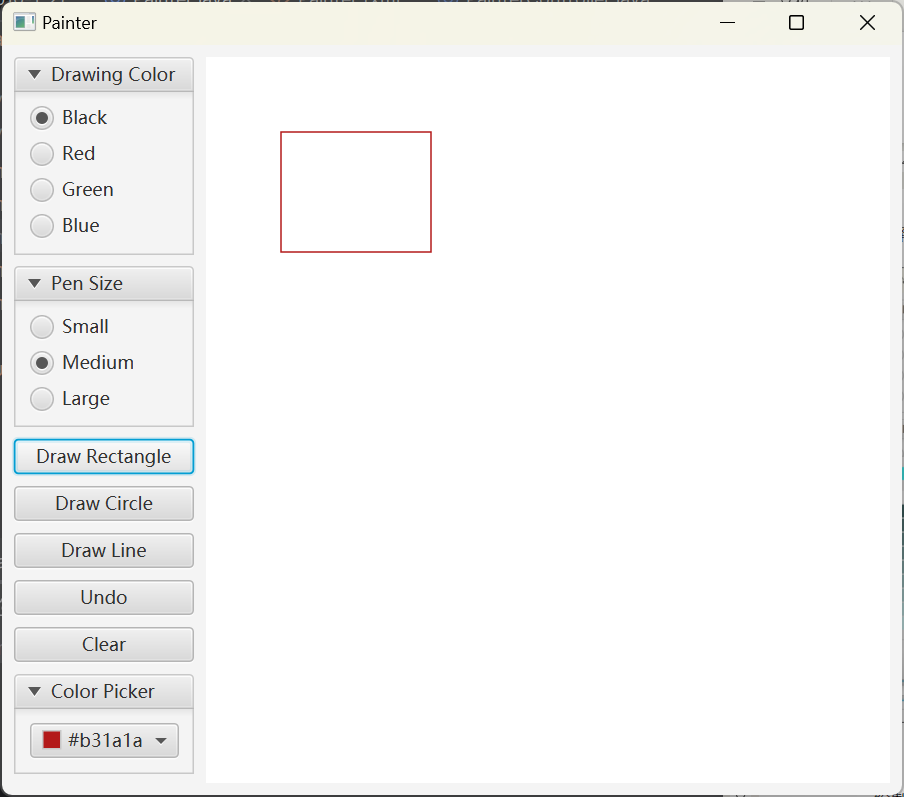 Painter
Drawing Color
Black
Red
Green
Blue
Pen Size
Small
Medium
Large
Draw Rectangle
Draw Circle
Draw Line
Undo
Clear
Color Picker
#b31a1a